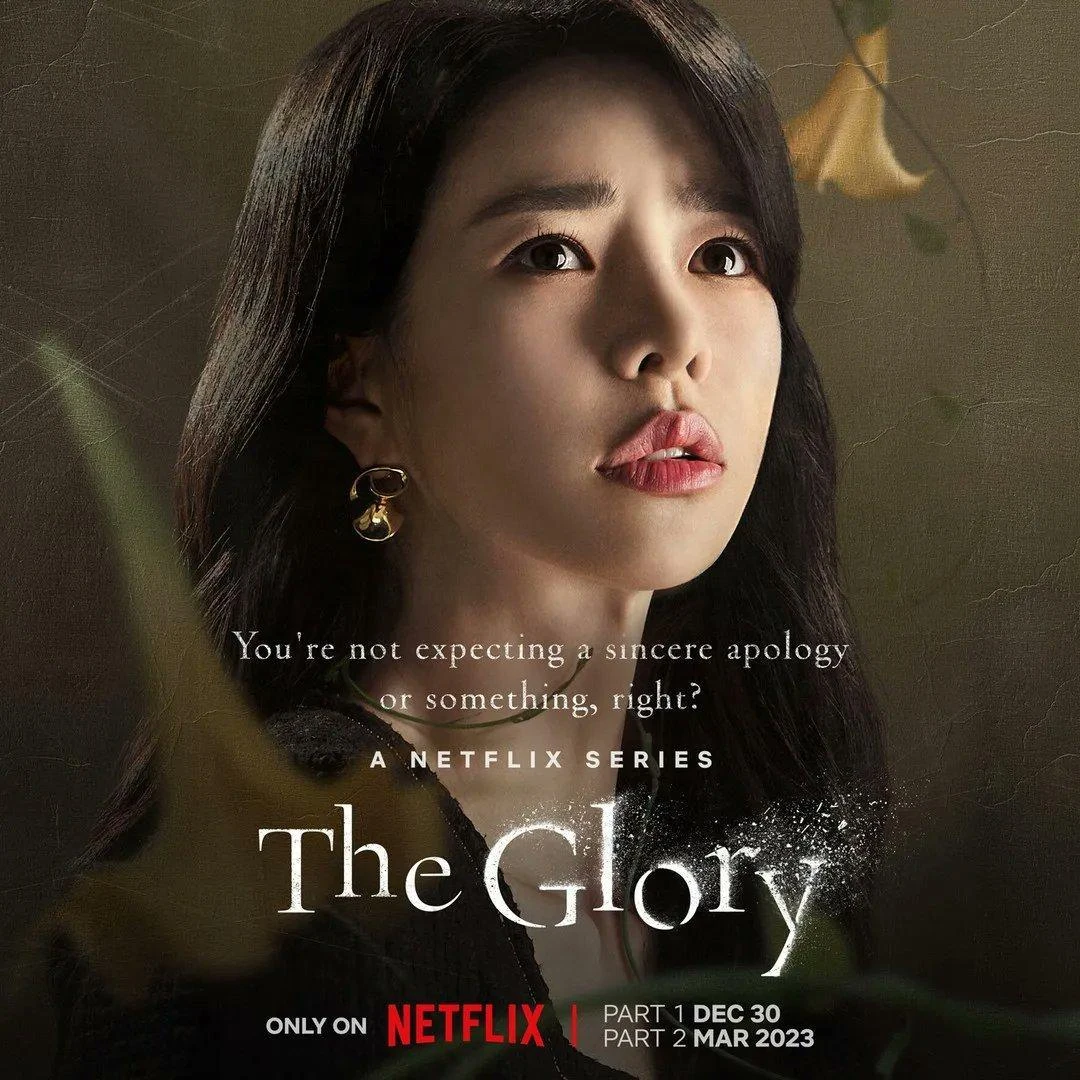 You're not expecting a sincere apology
or something, right?
A NETFLIX SERIES
The Glory
ONLY ON NETFLIX | PART 1 DEC 30
PART 2 MAR 2023